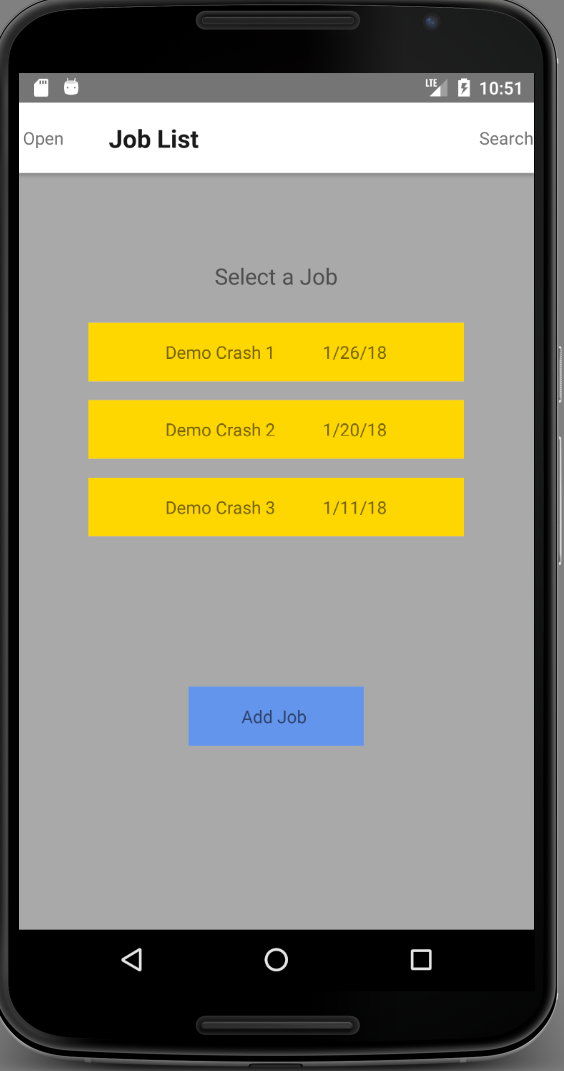 LTE 10:51
Open Job List Search
Select a Job
Demo Crash 1 1/26/18
Demo Crash 2 1/20/18
Demo Crash 3 1/11/18
Add Job